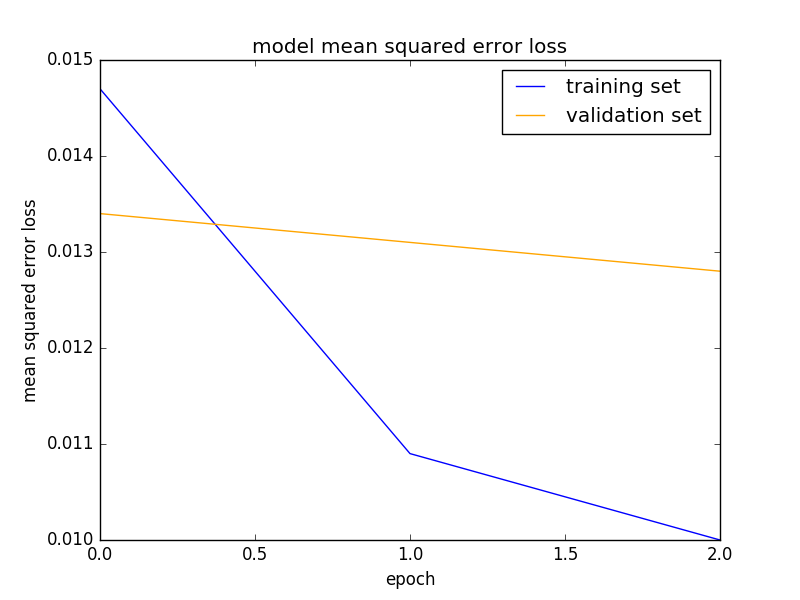 model mean squared error loss
training set
validation set
mean squared error loss
0.015
0.014
0.013
0.012
0.011
0.010
0.0 0.5 1.0 1.5 2.0
epoch